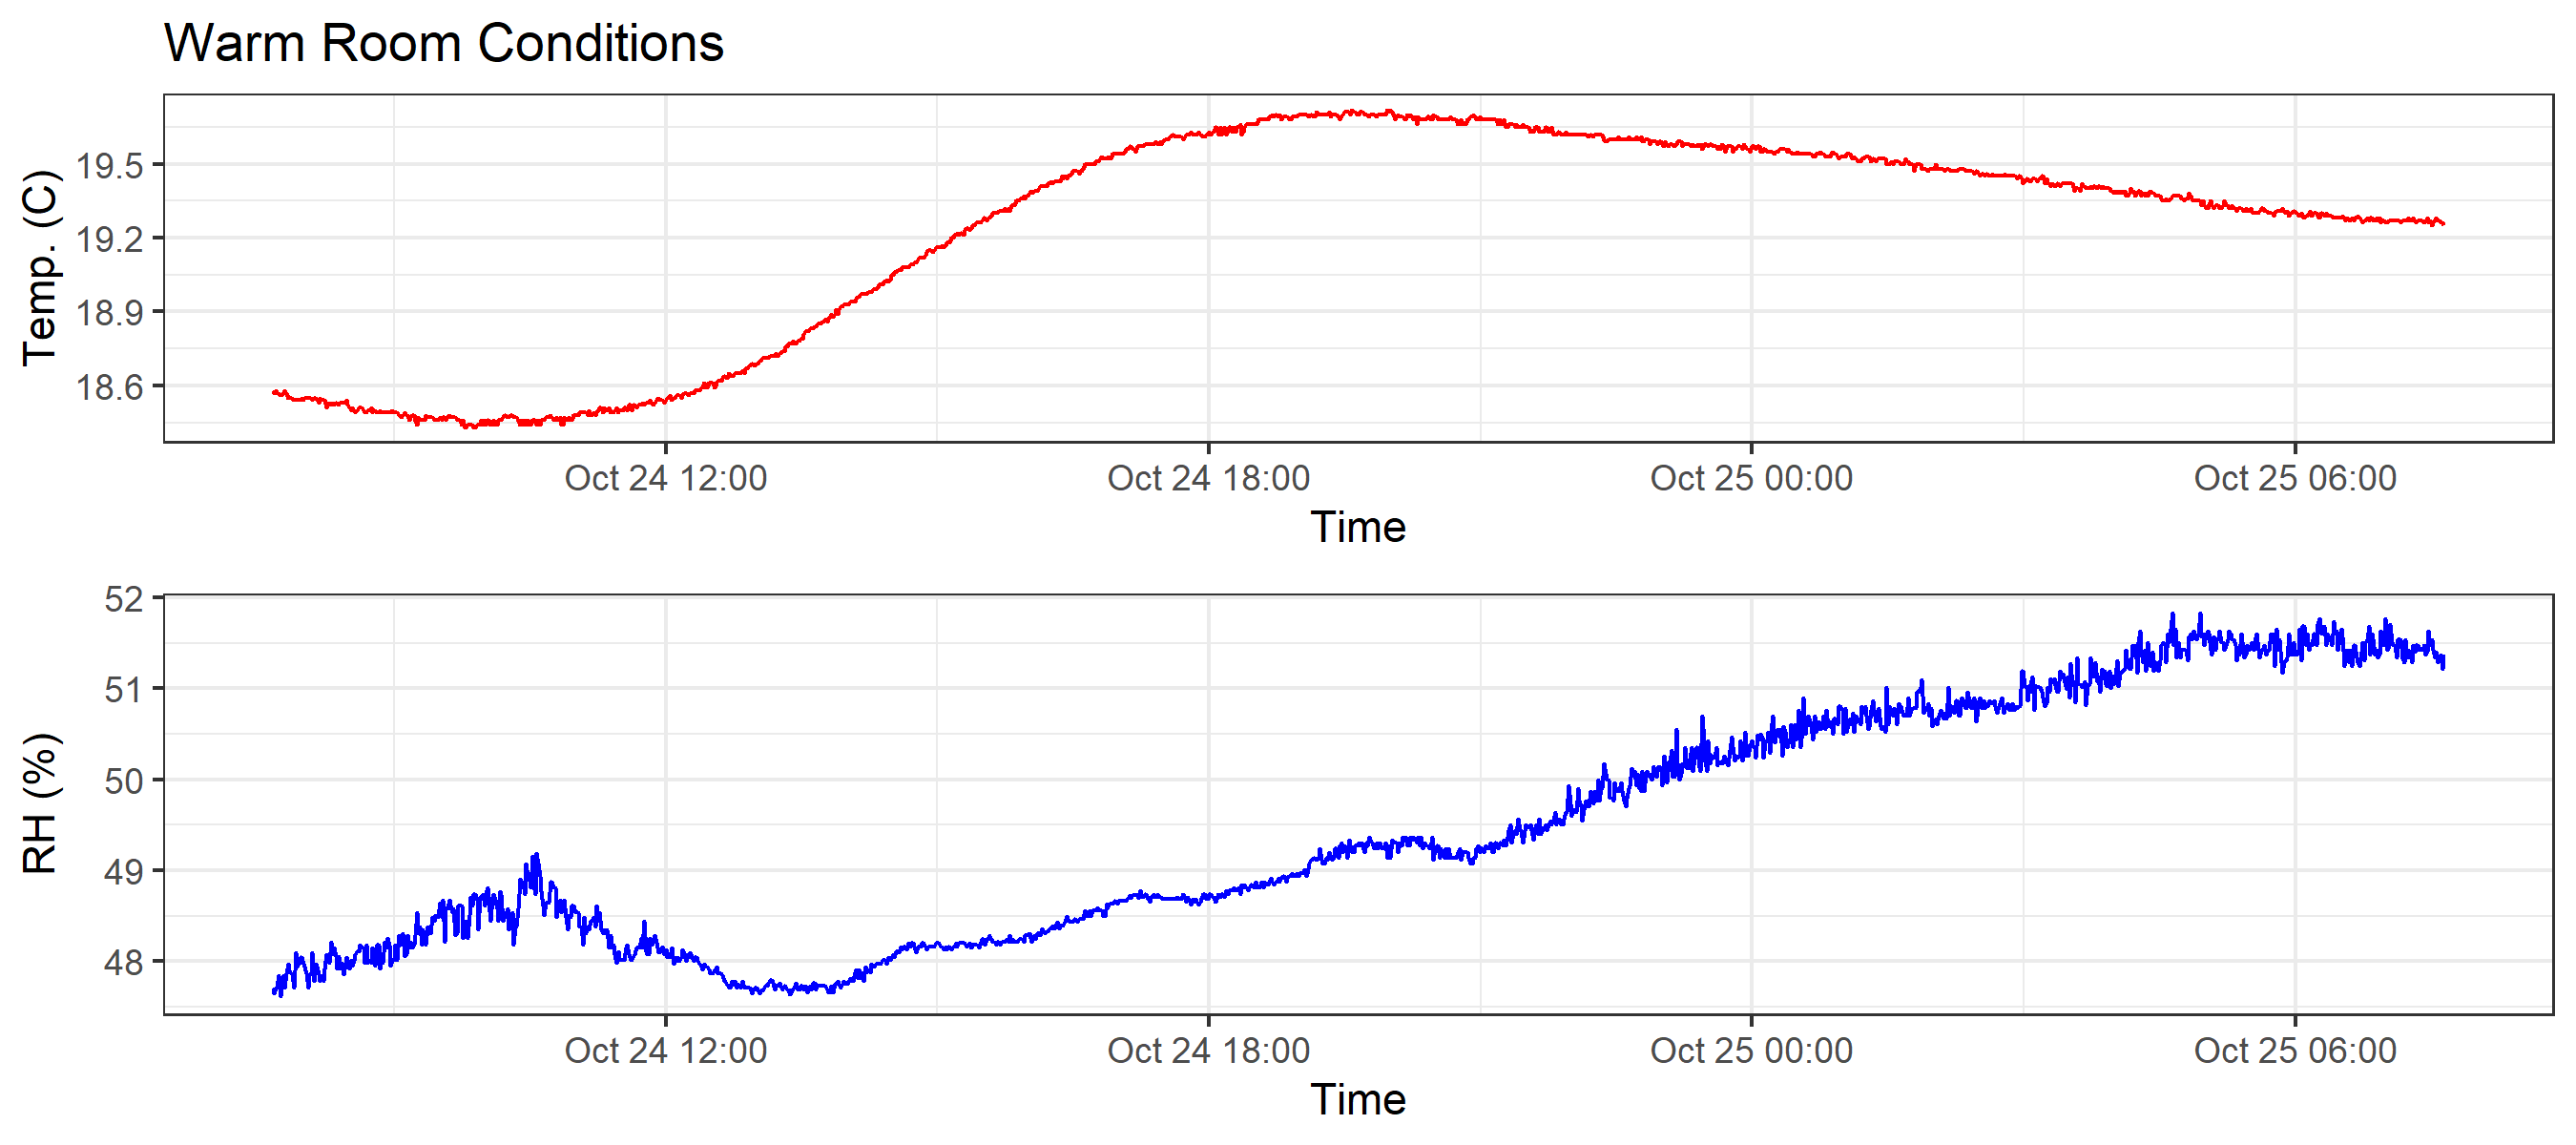 Warm Room Conditions
Temp. (C)
19.5
19.2
18.9
18.6
Oct 24 12:00 Oct 24 18:00 Oct 25 00:00 Oct 25 06:00
Time
RH (%)
52
51
50
49
48
Oct 24 12:00 Oct 24 18:00 Oct 25 00:00 Oct 25 06:00
Time